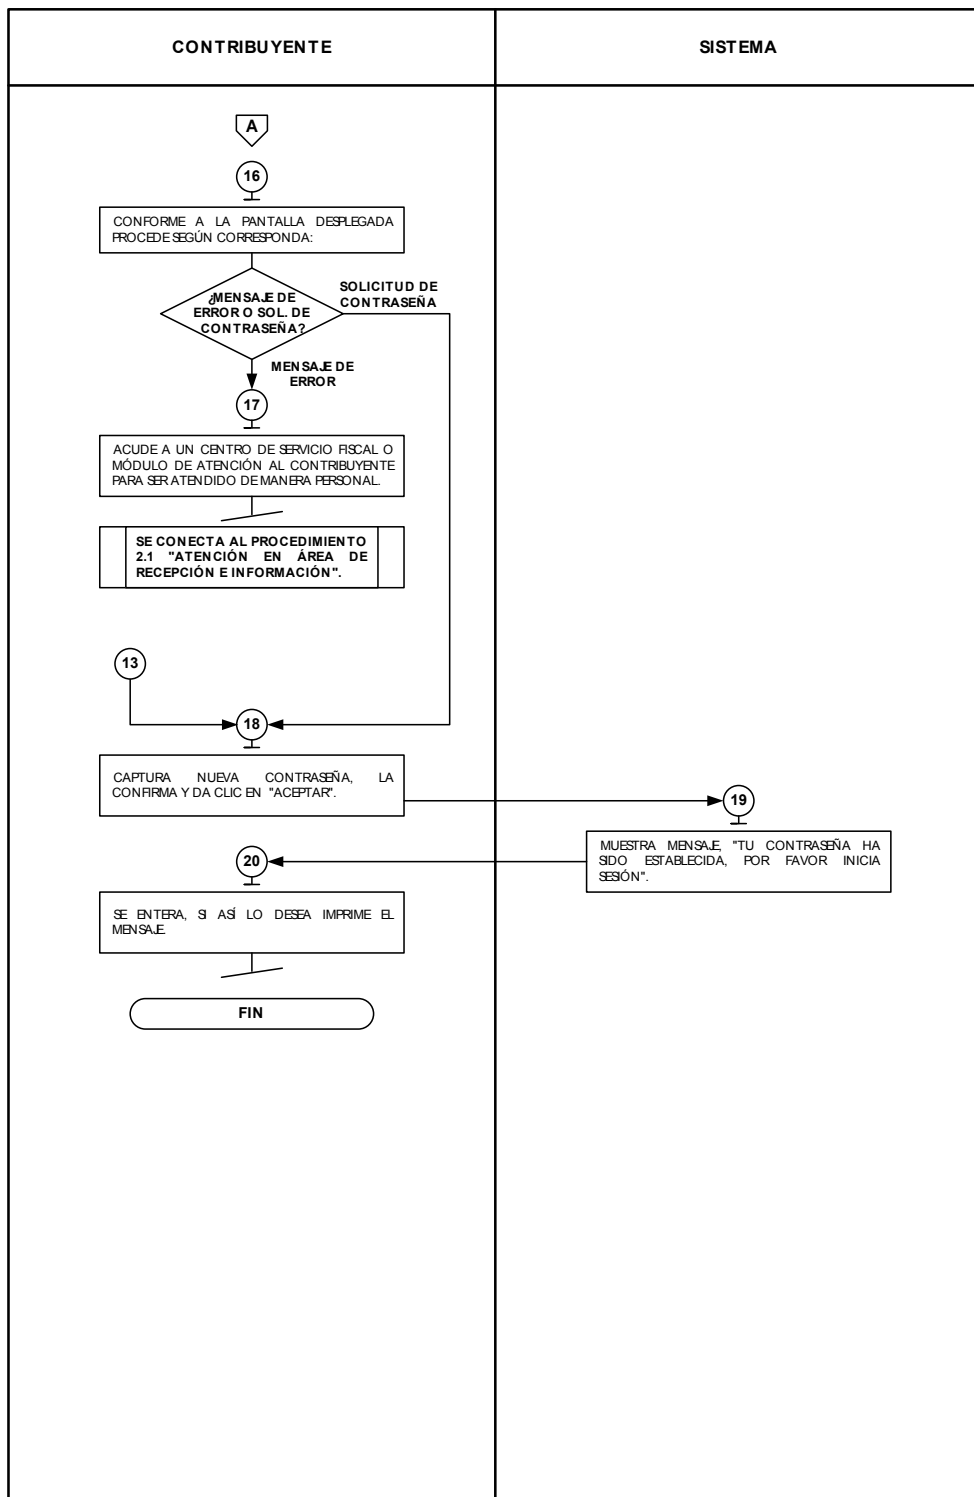 CONTRIBUYENTE
SISTEMA
A
16
CONFORME A LA PANTALLA DESPLEGADA
PROCEDE SEGÚN CORRESPONDA:
¿MENSAJE DE
ERROR O SOL. DE
CONTRASEÑA?
SOLICITUD DE
CONTRASEÑA
MENSAJE DE
ERROR
17
ACUDE A UN CENTRO DE SERVICIO FISCAL O
MÓDULO DE ATENCIÓN AL CONTRIBUYENTE
PARA SER ATENDIDO DE MANERA PERSONAL.
SE CONECTA AL PROCEDIMIENTO
2.1 "ATENCIÓN EN ÁREA DE
RECEPCIÓN E INFORMACIÓN".
13
18
CAPTURA NUEVA CONTRASEÑA, LA
CONFIRMA Y DA CLIC EN "ACEPTAR".
19
MUESTRA MENSAJE, "TU CONTRASEÑA HA
SIDO ESTABLECIDA, POR FAVOR INICIA
SESIÓN".
20
SE ENTERA, SI ASÍ LO DESEA IMPRIME EL
MENSAJE.
FIN